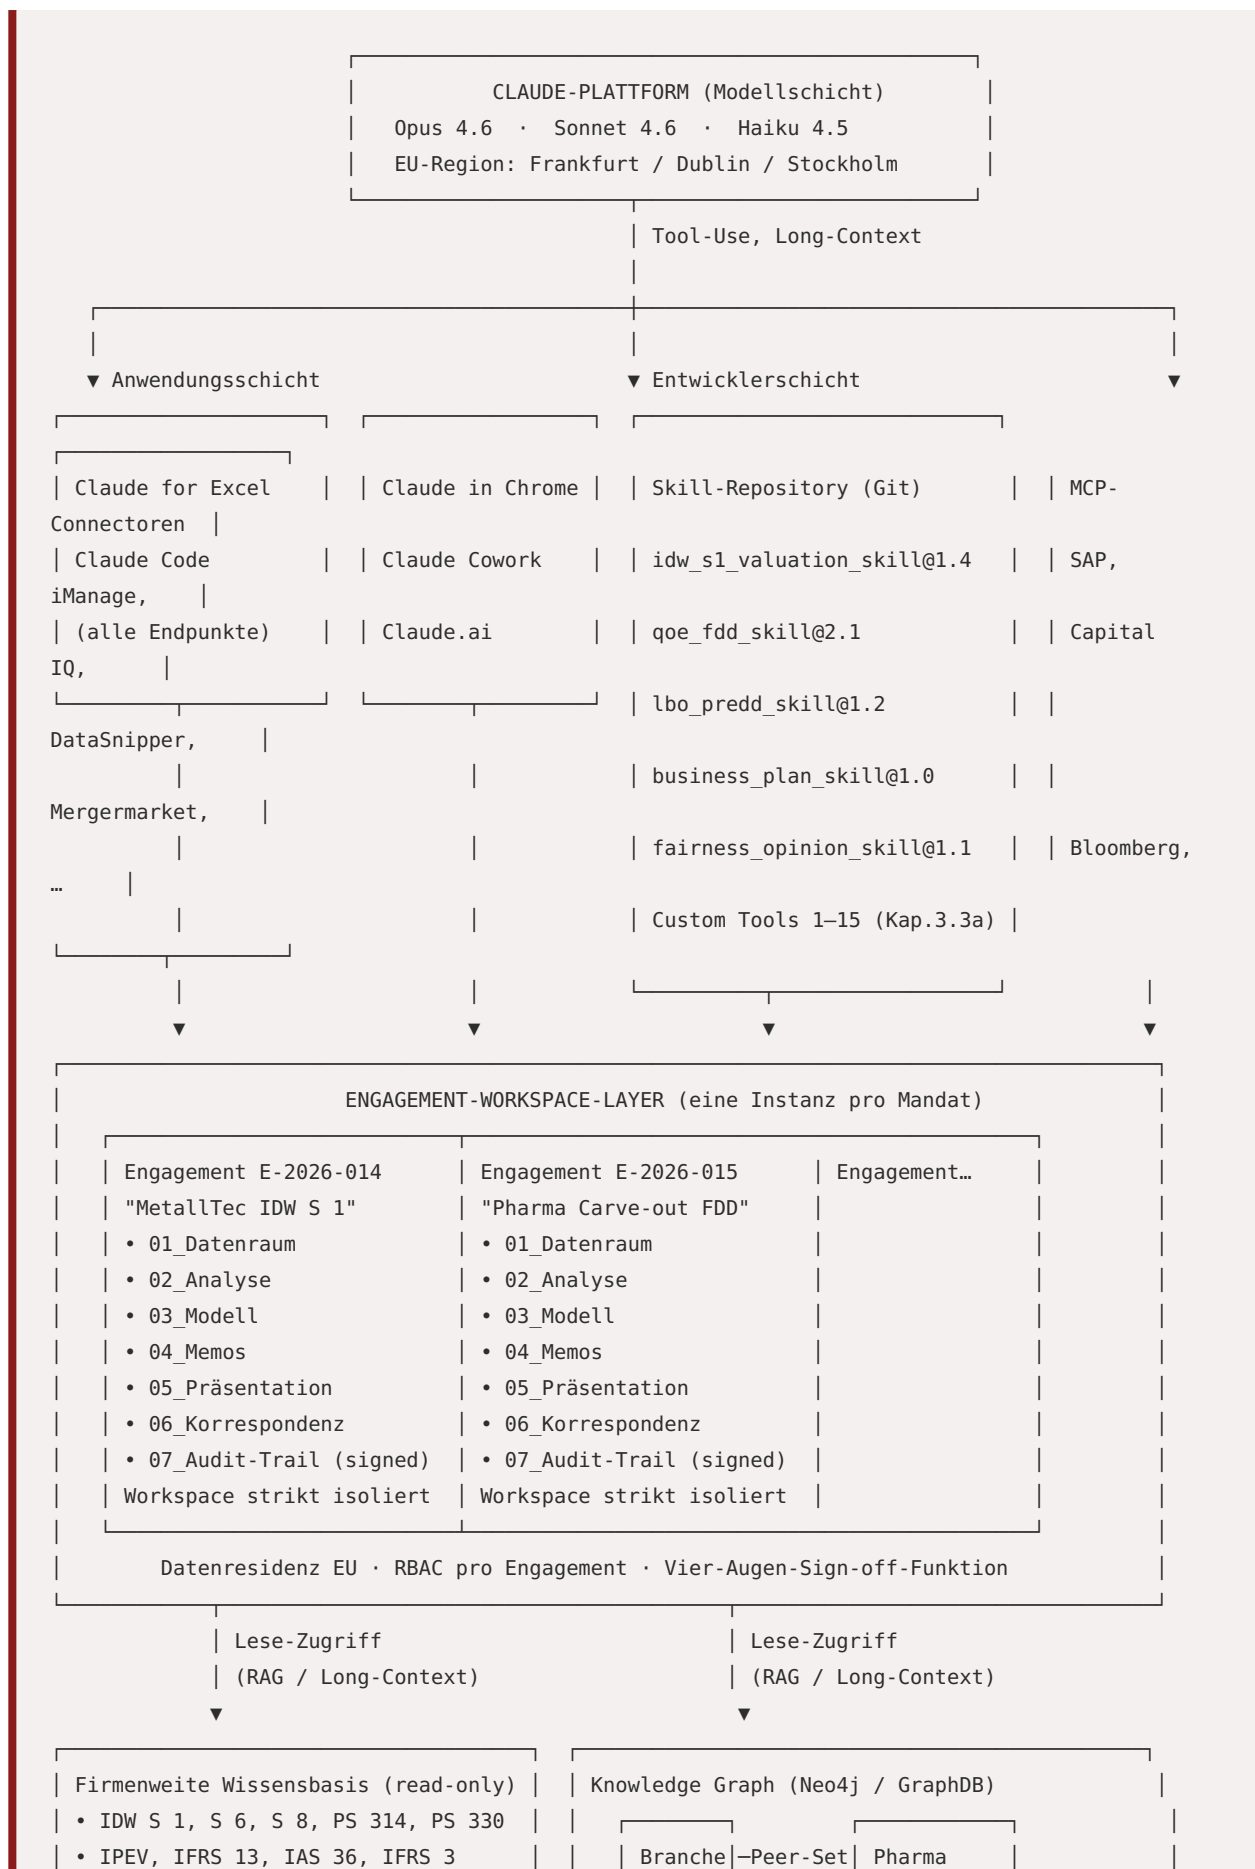 CLAUDE-PLATTFORM (Modellschicht)
Opus 4.6 · Sonnet 4.6 · Haiku 4.5
EU-Region: Frankfurt / Dublin / Stockholm
Tool-Use, Long-Context
▼ Anwendungsschicht ▼ Entwicklerschicht ▼
│ Claude for Excel │ │ Claude in Chrome │ │ Skill-Repository (Git) │ │ MCP-
Connectoren │
│ Claude Code │ │ Claude Cowork │ │ idw_s1_valuation_skill@1.4 │ │ SAP,
iManage, │
│ (alle Endpunkte) │ │ Claude.ai │ │ qoe_fdd_skill@2.1 │ │ Capital
IQ, │
│ lbo_predd_skill@1.2 │ │
DataSnipper, │
│ │ │ business_plan_skill@1.0 │ │
Mergermarket, │
│ │ │ fairness_opinion_skill@1.1 │ │ Bloomberg,
… │
│ │ │ Custom Tools 1–15 (Kap.3.3a) │
▼ ▼ ▼ ▼
ENGAGEMENT-WORKSPACE-LAYER (eine Instanz pro Mandat)
│ │ Engagement E-2026-014 │ Engagement E-2026-015 │ Engagement… │ │
│ │ "MetallTec IDW S 1" │ "Pharma Carve-out FDD" │ │ │
│ │ • 01_Datenraum │ • 01_Datenraum │ │ │
│ │ • 02_Analyse │ • 02_Analyse │ │ │
│ │ • 03_Modell │ • 03_Modell │ │ │
│ │ • 04_Memos │ • 04_Memos │ │ │
│ │ • 05_Präsentation │ • 05_Präsentation │ │ │
│ │ • 06_Korrespondenz │ • 06_Korrespondenz │ │ │
│ │ • 07_Audit-Trail (signed) │ • 07_Audit-Trail (signed) │ │ │
│ │ Workspace strikt isoliert │ Workspace strikt isoliert │ │ │
│ Datenresidenz EU · RBAC pro Engagement · Vier-Augen-Sign-off-Funktion │
│ Lese-Zugriff │ Lese-Zugriff
│ (RAG / Long-Context) │ (RAG / Long-Context)
▼ ▼
│ Firmenweite Wissensbasis (read-only) │ │ Knowledge Graph (Neo4j / GraphDB) │
│ • IDW S 1, S 6, S 8, PS 314, PS 330 │ │
│ • IPEV, IFRS 13, IAS 36, IFRS 3 │ │ │ Branche│─Peer-Set│ Pharma │ │